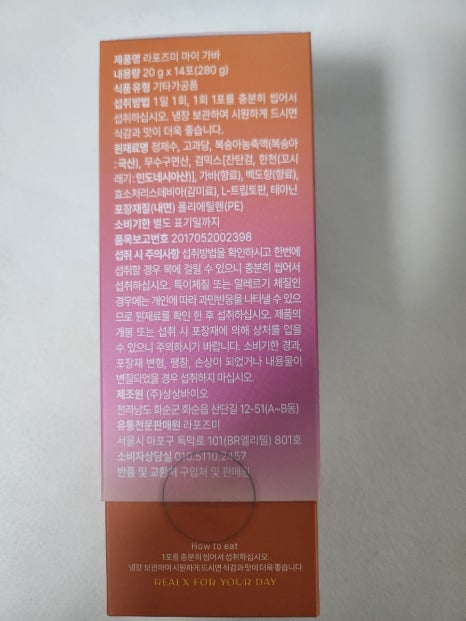 제품명 라포즈미 마이 가바
내용량 20 g x 14포(280 g)
식품유형 기타가공품
섭취방법 1일 1회, 1회 1포를 충분히 씹어서
섭취하십시오. 냉장 보관하여 시원하게 드시면
식감과 맛이 더욱 좋습니다.
원재료명 정제수, 고과당, 복숭아농축액(복숭아
:국산), 무수구연산, 검믹스[잔탄검, 한천(꼬시
래기:인도네시아산)], 가바(향료), 백도향(향료),
효소처리스테비아(감미료), L-트립토판, 테아닌
포장재질(내면) 폴리에틸렌(PE)
소비기한 별도 표기일까지
품목보고번호 2017052002398
섭취 시 주의사항 섭취방법을 확인하시고 한번에
섭취할 경우 목에 걸릴 수 있으니 충분히 씹어서
섭취하십시오. 특이체질 또는 알레르기 체질인
경우에는 개인에 따라 과민반응을 나타낼 수 있으
므로 원재료를 확인 한 후 섭취하십시오. 제품의
개봉 또는 섭취 시 포장재에 의해 상처를 입을
수 있으니 주의하시기 바랍니다. 소비기한 경과,
포장재 변형, 팽창, 손상이 되었거나 내용물이
변질되었을 경우 섭취하지 마십시오.
제조원 (주)상상바이오
전라남도 화순군 화순읍 산단길 12-51(A~B동)
유통전문판매원 라포즈미
서울시 마포구 독막로 101(BR엘리텔) 801호
소비자상담실 010.5110.2457
반품 및 교환처 구입처 및 판매원
How to eat
1포를 충분히 씹어서 섭취하십시오
냉장 보관하여 시원하게 드시면 식감과 맛이 더욱 좋습니다
REALX FOR YOUR DAY